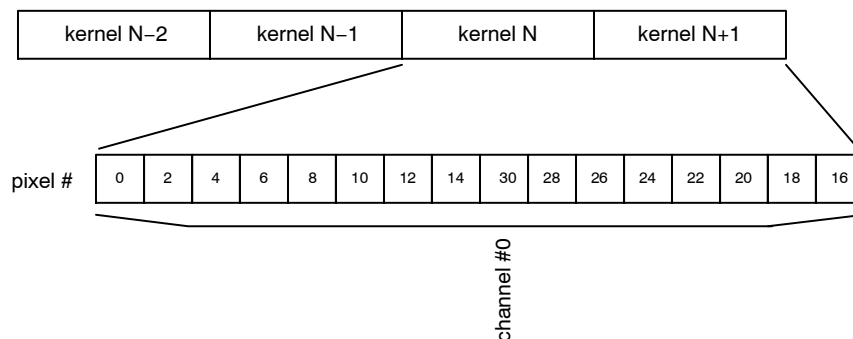 kernel N−2 kernel N−1 kernel N kernel N+1
pixel # 0 2 4 6 8 10 12 14 30 28 26 24 22 20 18 16
channel #0